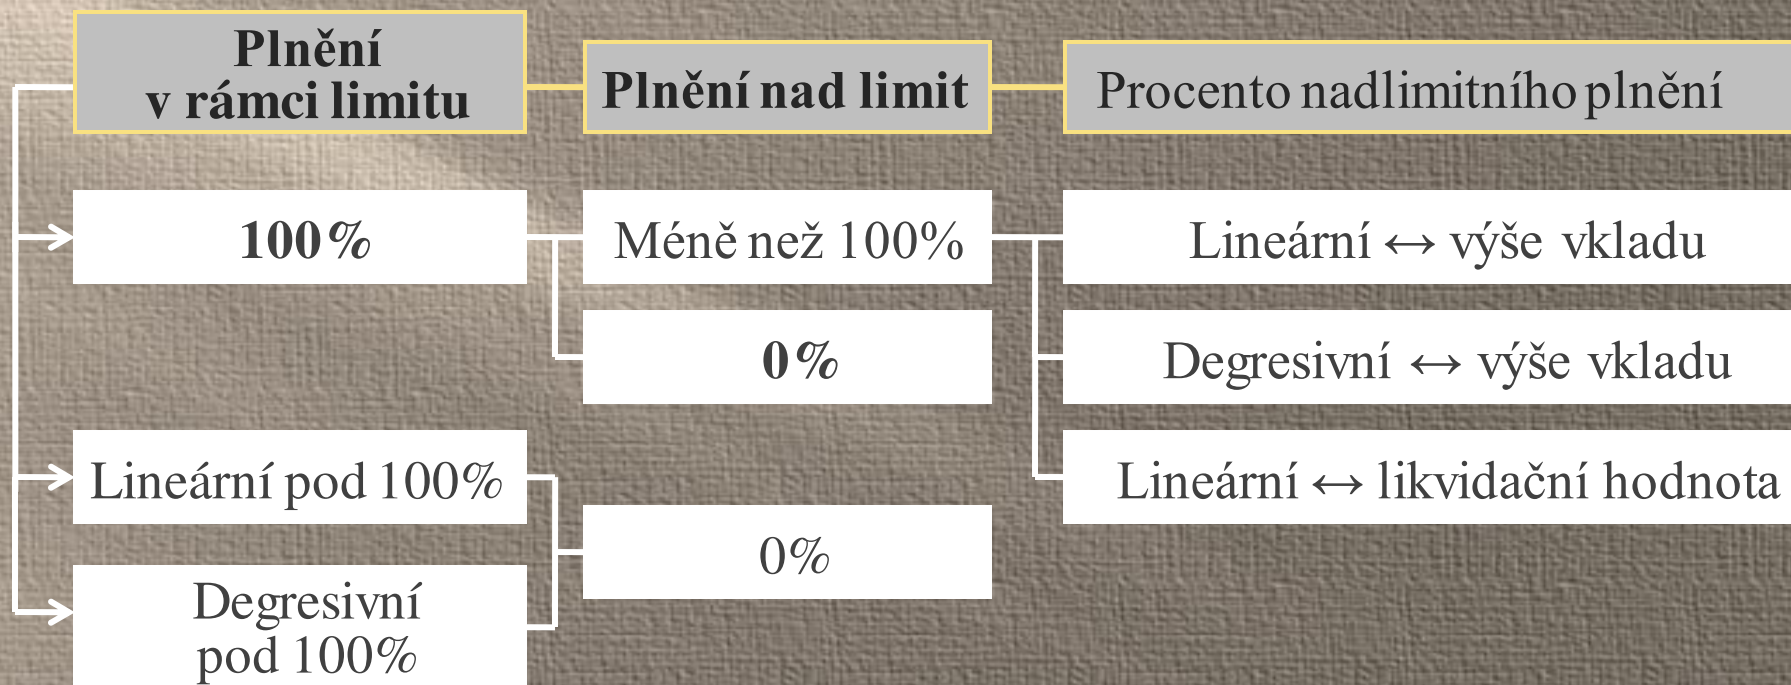 Plnění
v rámci limitu
Plnění nad limit
Procento nadlimitního plnění
100%
Méně než 100%
Lineární ↔ výše vkladu
0%
Degresivní ↔ výše vkladu
Lineární pod 100%
Lineární ↔ likvidační hodnota
0%
Degresivní
pod 100%